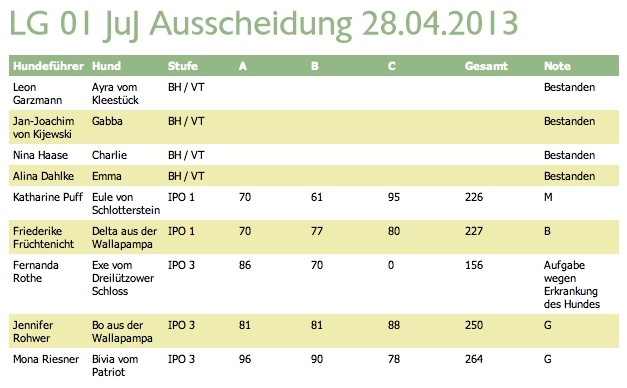 LG 01 JuJ Ausscheidung 28.04.2013
Hundeführer Hund Stufe A B C Gesamt Note
Leon Ayra vom BH / VT Bestanden
Garzmann Kleestück
Jan-Joachim Gabba BH / VT Bestanden
von Kijewski
Nina Haase Charlie BH / VT Bestanden
Alina Dahlke Emma BH / VT Bestanden
Katharine Puff Eule von IPO 1 70 61 95 226 M
Schlotterstein
Friederike Delta aus der IPO 1 70 77 80 227 B
Früchtenicht Wallapampa
Fernanda Exe vom IPO 3 86 70 0 156 Aufgabe
Rothe Dreilützower wegen
Schloss Erkrankung
des Hundes
Jennifer Bo aus der IPO 3 81 81 88 250 G
Rohwer Wallapampa
Mona Riesner Bivia vom IPO 3 96 90 78 264 G
Patriot